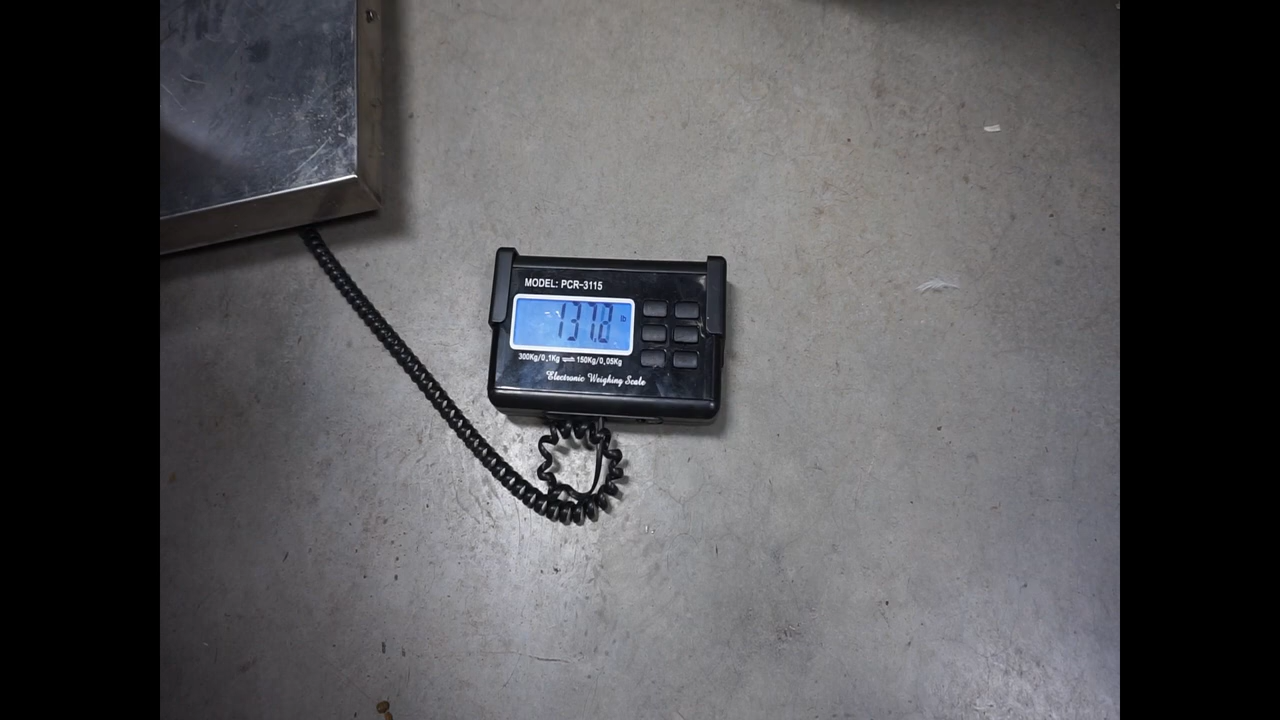 MODEL: PCR-3115
137.8 lb
300Kg/0.1Kg ⇌ 150Kg/0.05Kg
Electronic Weighing Scale